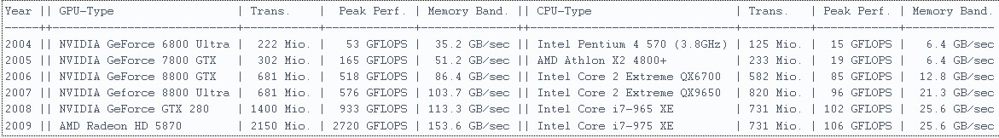 Year || GPU-Type | Trans. | Peak Perf. | Memory Band. || CPU-Type | Trans. | Peak Perf. | Memory Band.
2004 || NVIDIA GeForce 6800 Ultra | 222 Mio. | 53 GFLOPS | 35.2 GB/sec || Intel Pentium 4 570 (3.8GHz) | 125 Mio. | 15 GFLOPS | 6.4 GB/sec
2005 || NVIDIA GeForce 7800 GTX | 302 Mio. | 165 GFLOPS | 51.2 GB/sec || AMD Athlon X2 4800+ | 233 Mio. | 19 GFLOPS | 6.4 GB/sec
2006 || NVIDIA GeForce 8800 GTX | 681 Mio. | 518 GFLOPS | 86.4 GB/sec || Intel Core 2 Extreme QX6700 | 582 Mio. | 85 GFLOPS | 12.8 GB/sec
2007 || NVIDIA Geforce 8800 Ultra | 681 Mio. | 576 GFLOPS | 103.7 GB/sec || Intel Core 2 Extreme QX9650 | 820 Mio. | 96 GFLOPS | 21.3 GB/sec
2008 || NVIDIA GeForce GTX 280 | 1400 Mio. | 933 GFLOPS | 113.3 GB/sec || Intel Core i7-965 XE | 731 Mio. | 102 GFLOPS | 25.6 GB/sec
2009 || AMD Radeon HD 5870 | 2150 Mio. | 2720 GFLOPS | 153.6 GB/sec || Intel Core i7-975 XE | 731 Mio. | 106 GFLOPS | 25.6 GB/sec